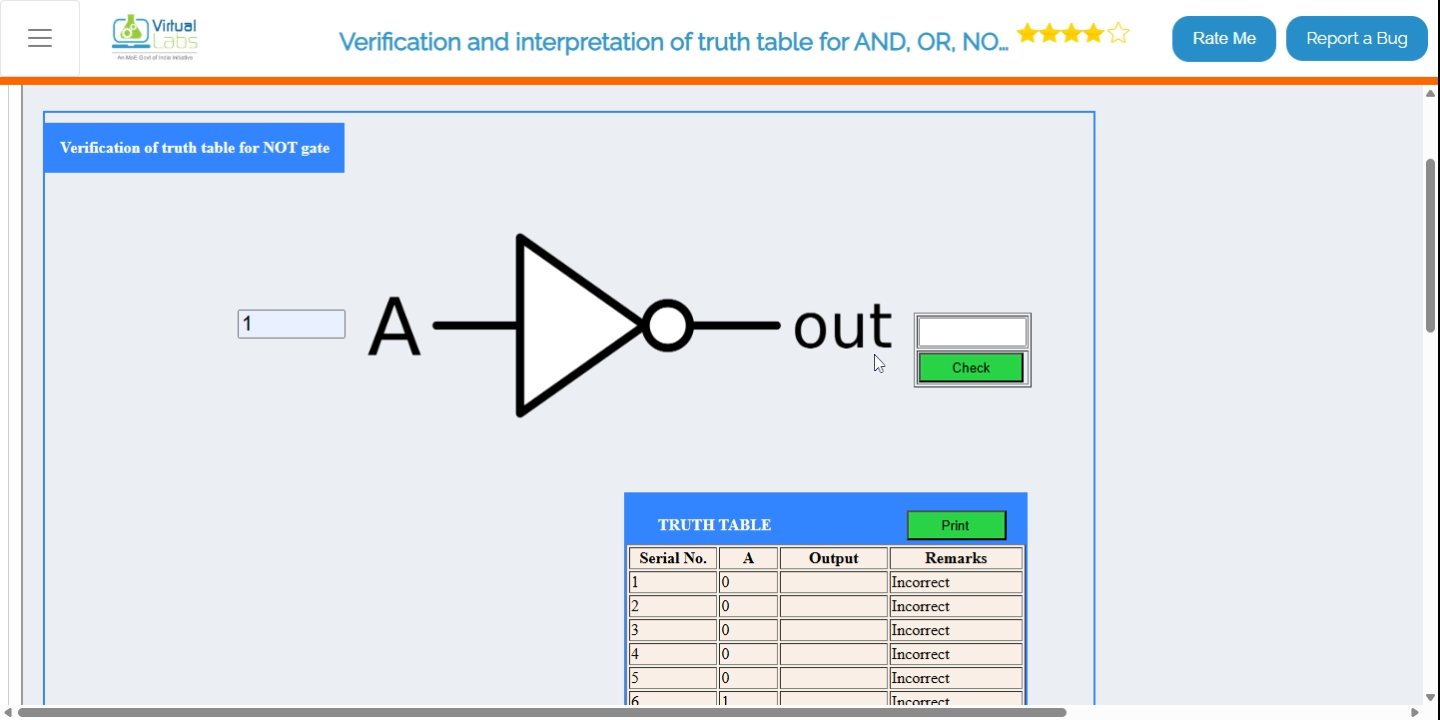 Virtual
Labs
An MoE Govt of India Initiative
Verification and interpretation of truth table for AND, OR, NO...
Rate Me
Report a Bug
Verification of truth table for NOT gate
1
A
out
Check
TRUTH TABLE
Print
Serial No. A Output Remarks
1 0 Incorrect
2 0 Incorrect
3 0 Incorrect
4 0 Incorrect
5 0 Incorrect
6 1 Incorrect